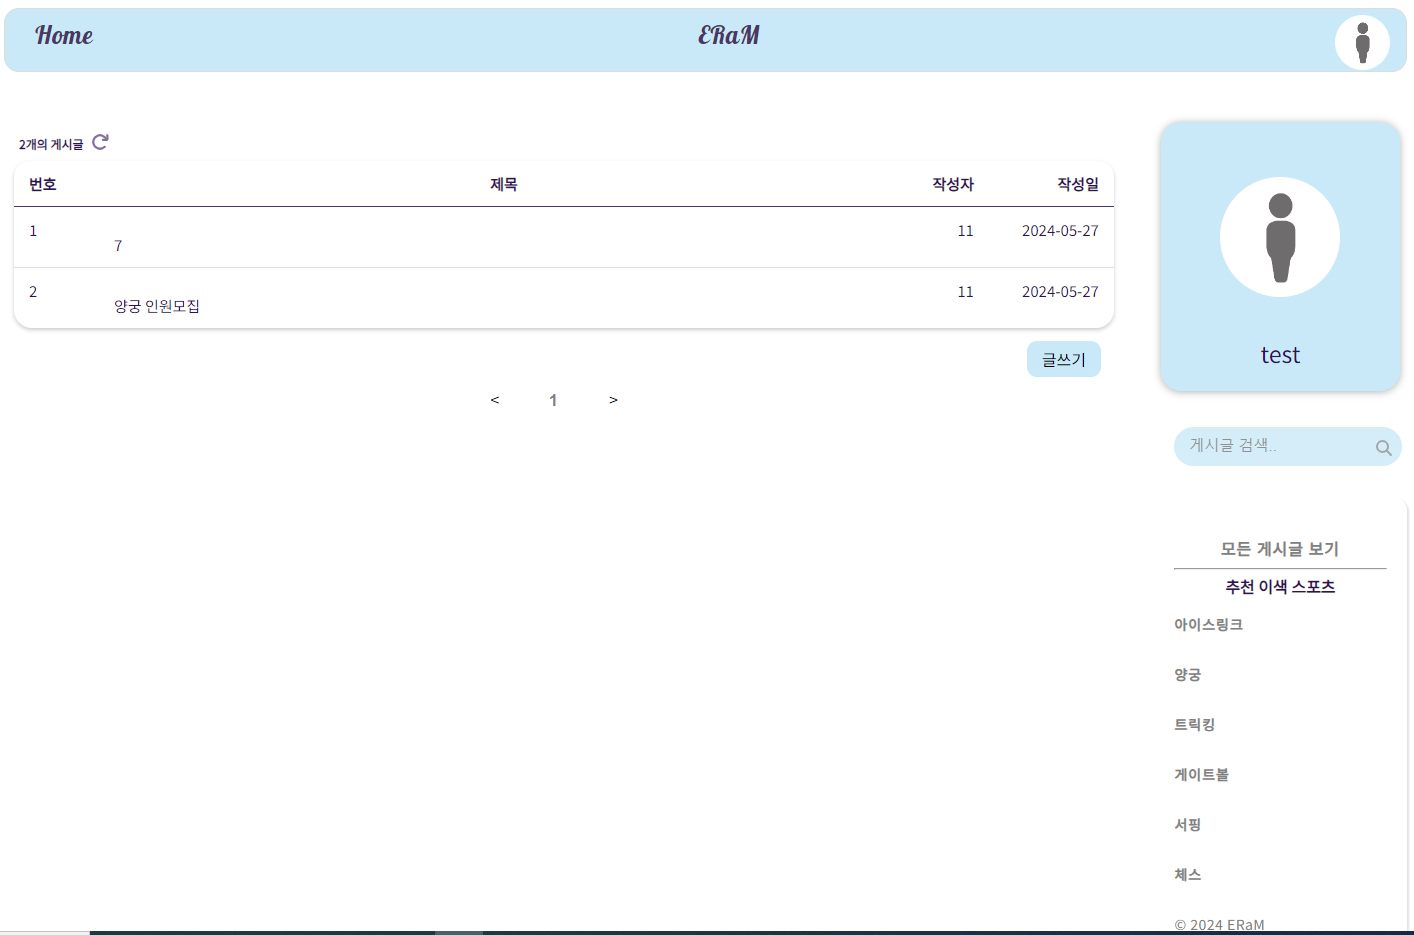 Home ERaM
2개의 게시글
번호 제목 작성자 작성일
1 7 11 2024-05-27
2 양궁 인원모집 11 2024-05-27
글쓰기
< 1 >
test
게시글 검색..
모든 게시글 보기
추천 이색 스포츠
아이스링크
양궁
트릭킹
게이트볼
서핑
체스
© 2024 ERaM